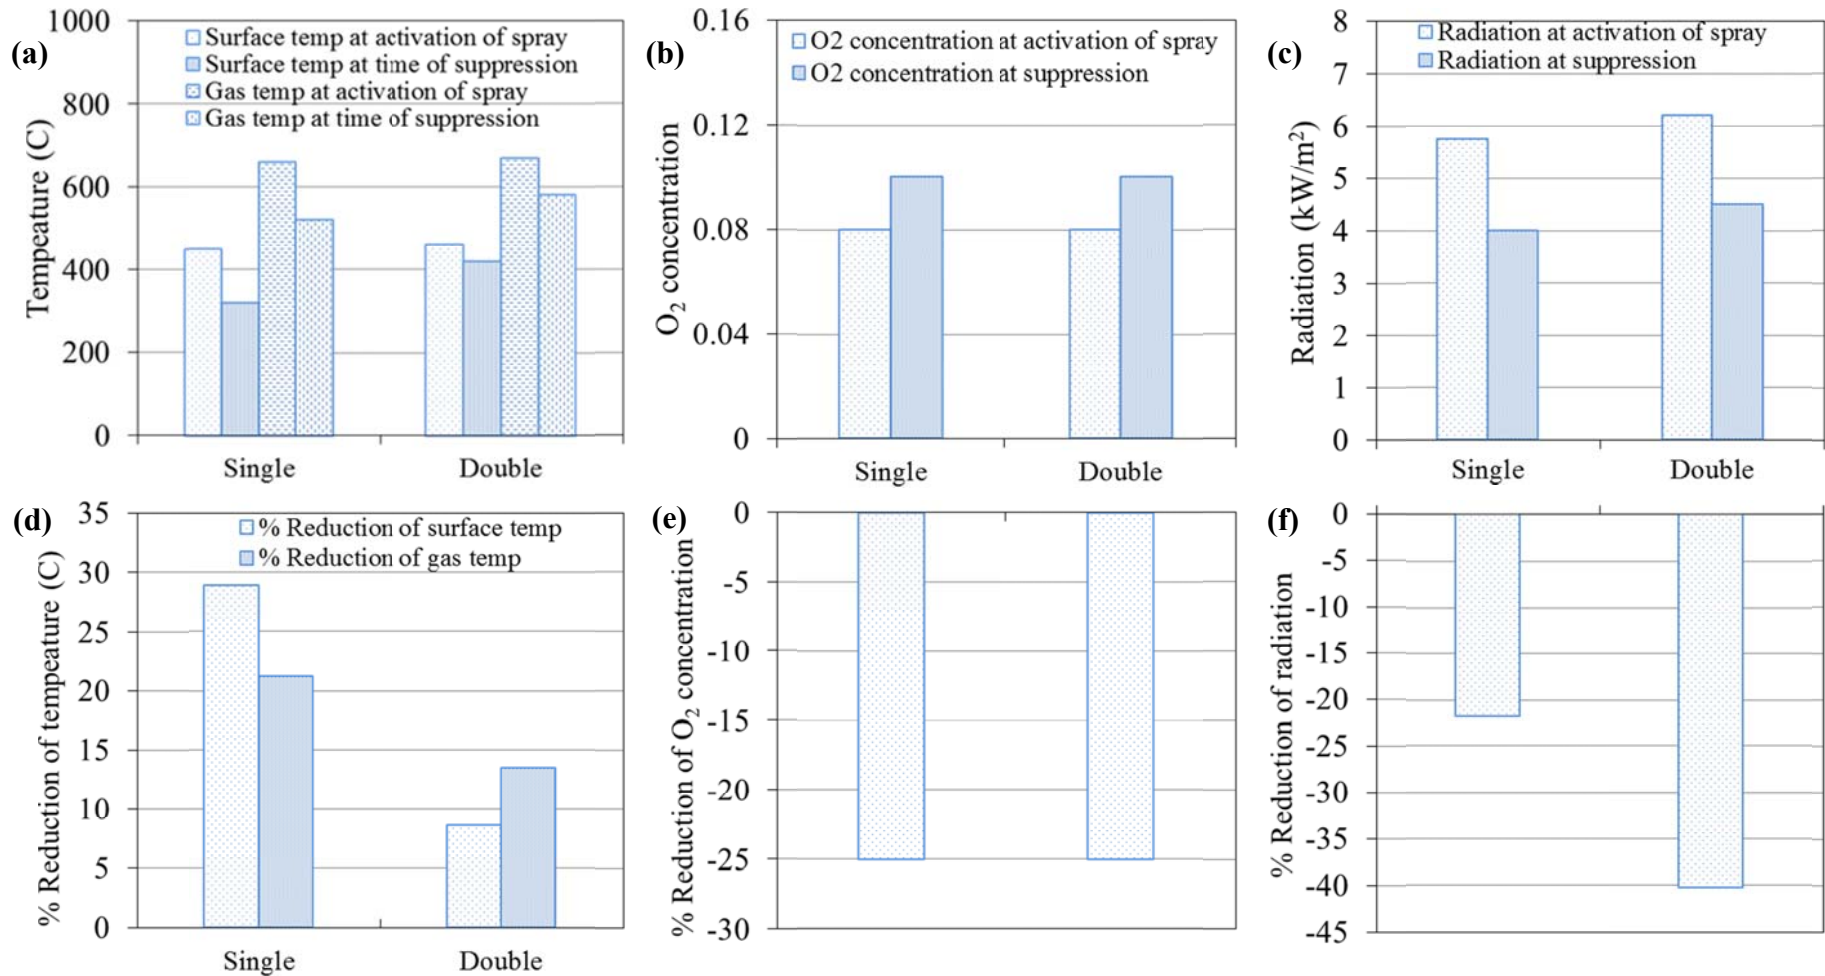 (a)
Tempeature (C)
1000
800
600
400
200
0
Surface temp at activation of spray
Surface temp at time of suppression
Gas temp at activation of spray
Gas temp at time of suppression
Single
Double
(b)
O2 concentration
0.16
0.12
0.08
0.04
0
O2 concentration at activation of spray
O2 concentration at suppression
Single
Double
(c)
Radiation (kW/m2)
8
7
6
5
4
3
2
1
0
Radiation at activation of spray
Radiation at suppression
Single
Double
(d)
% Reduction of tempeature (C)
35
30
25
20
15
10
5
0
% Reduction of surface temp
% Reduction of gas temp
Single
Double
(e)
% Reduction of O2 concentration
0
-5
-10
-15
-20
-25
-30
(f)
% Reduction of radiation
0
-5
-10
-15
-20
-25
-30
-35
-40
-45